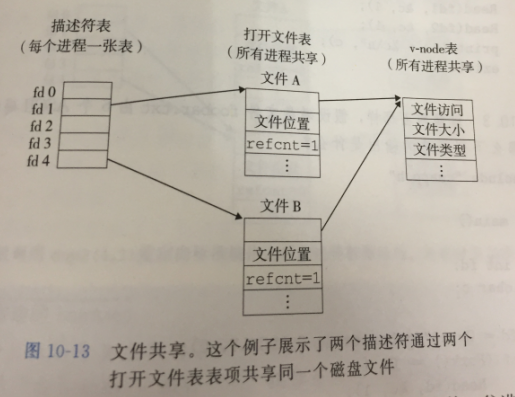 描述符表
(每个进程一张表)
打开文件表
(所有进程共享)
v-node表
(所有进程共享)
fd 0
fd 1
fd 2
fd 3
fd 4
文件 A
文件位置
refcnt=1
⋮
文件访问
文件大小
文件类型
⋮
文件 B
文件位置
refcnt=1
⋮
图 10-13 文件共享。这个例子展示了两个描述符通过两个
打开文件表表项共享同一个磁盘文件